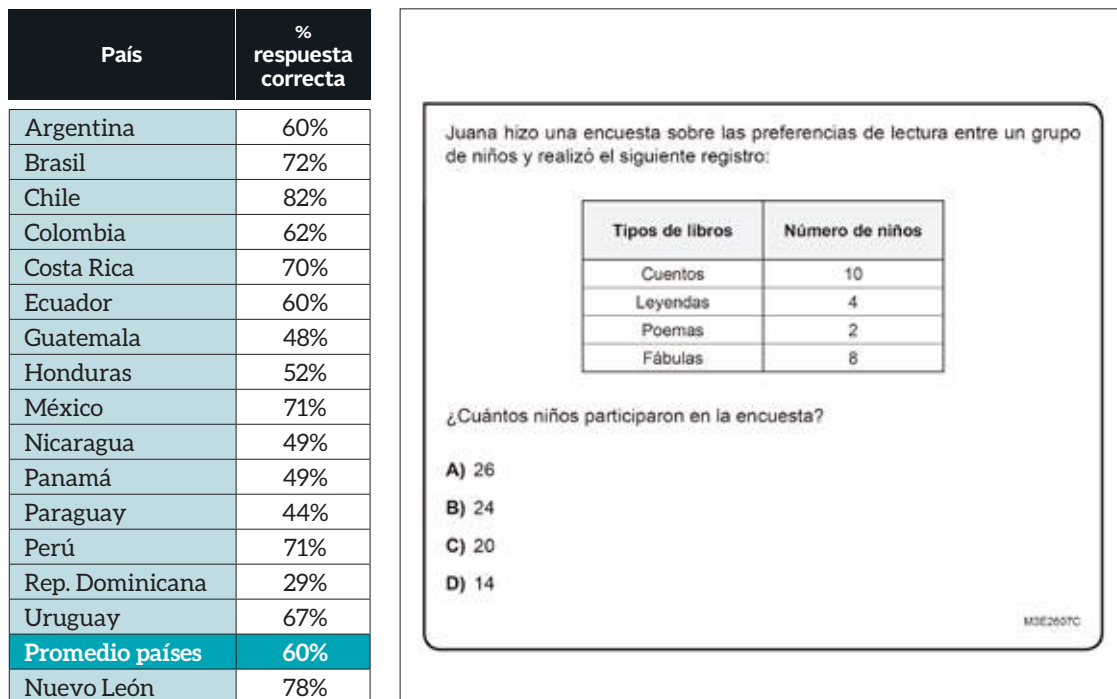 País
%
respuesta
correcta
Argentina 60%
Brasil 72%
Chile 82%
Colombia 62%
Costa Rica 70%
Ecuador 60%
Guatemala 48%
Honduras 52%
México 71%
Nicaragua 49%
Panamá 49%
Paraguay 44%
Perú 71%
Rep. Dominicana 29%
Uruguay 67%
Promedio países 60%
Nuevo León 78%
Juana hizo una encuesta sobre las preferencias de lectura entre un grupo
de niños y realizó el siguiente registro:
Tipos de libros Número de niños
Cuentos 10
Leyendas 4
Poemas 2
Fábulas 8
¿Cuántos niños participaron en la encuesta?
A) 26
B) 24
C) 20
D) 14
M3E2607C